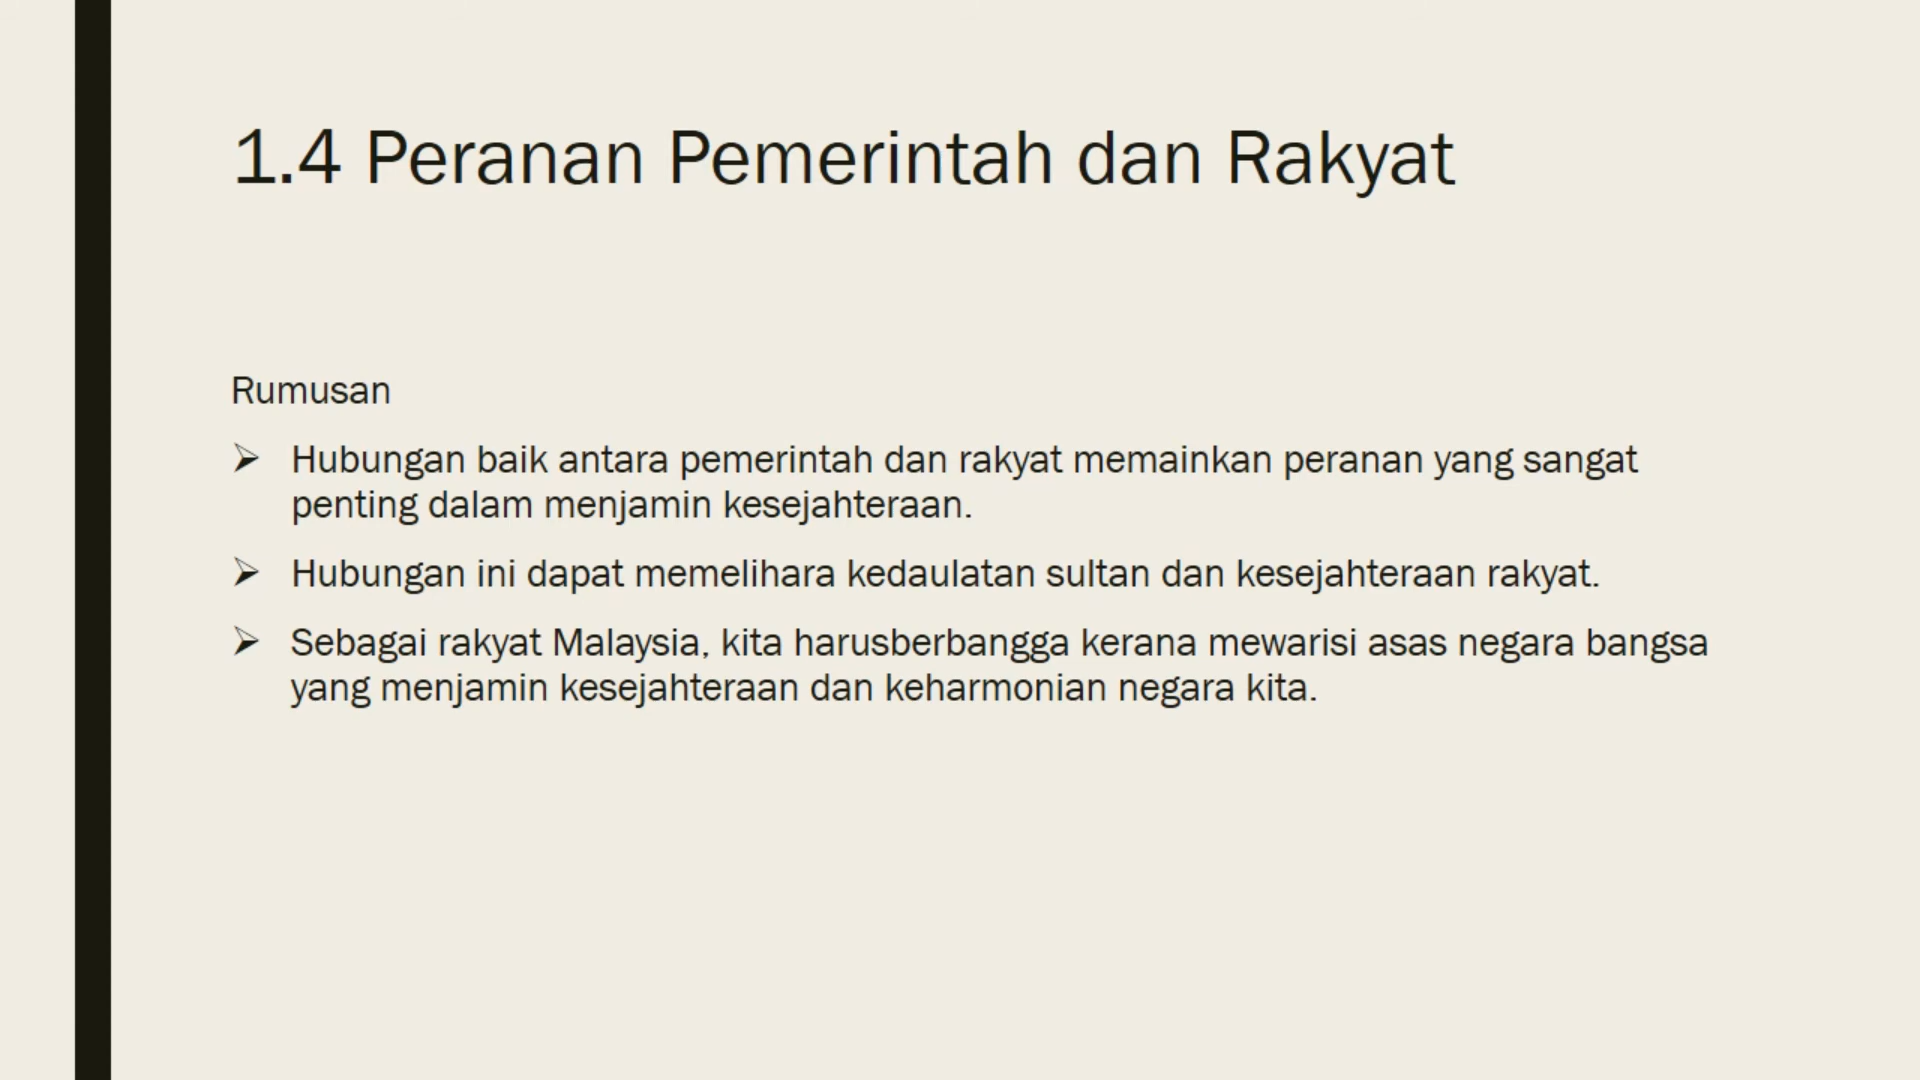 1.4 Peranan Pemerintah dan Rakyat
Rumusan
➢ Hubungan baik antara pemerintah dan rakyat memainkan peranan yang sangat
penting dalam menjamin kesejahteraan.
➢ Hubungan ini dapat memelihara kedaulatan sultan dan kesejahteraan rakyat.
➢ Sebagai rakyat Malaysia, kita harusberbangga kerana mewarisi asas negara bangsa
yang menjamin kesejahteraan dan keharmonian negara kita.